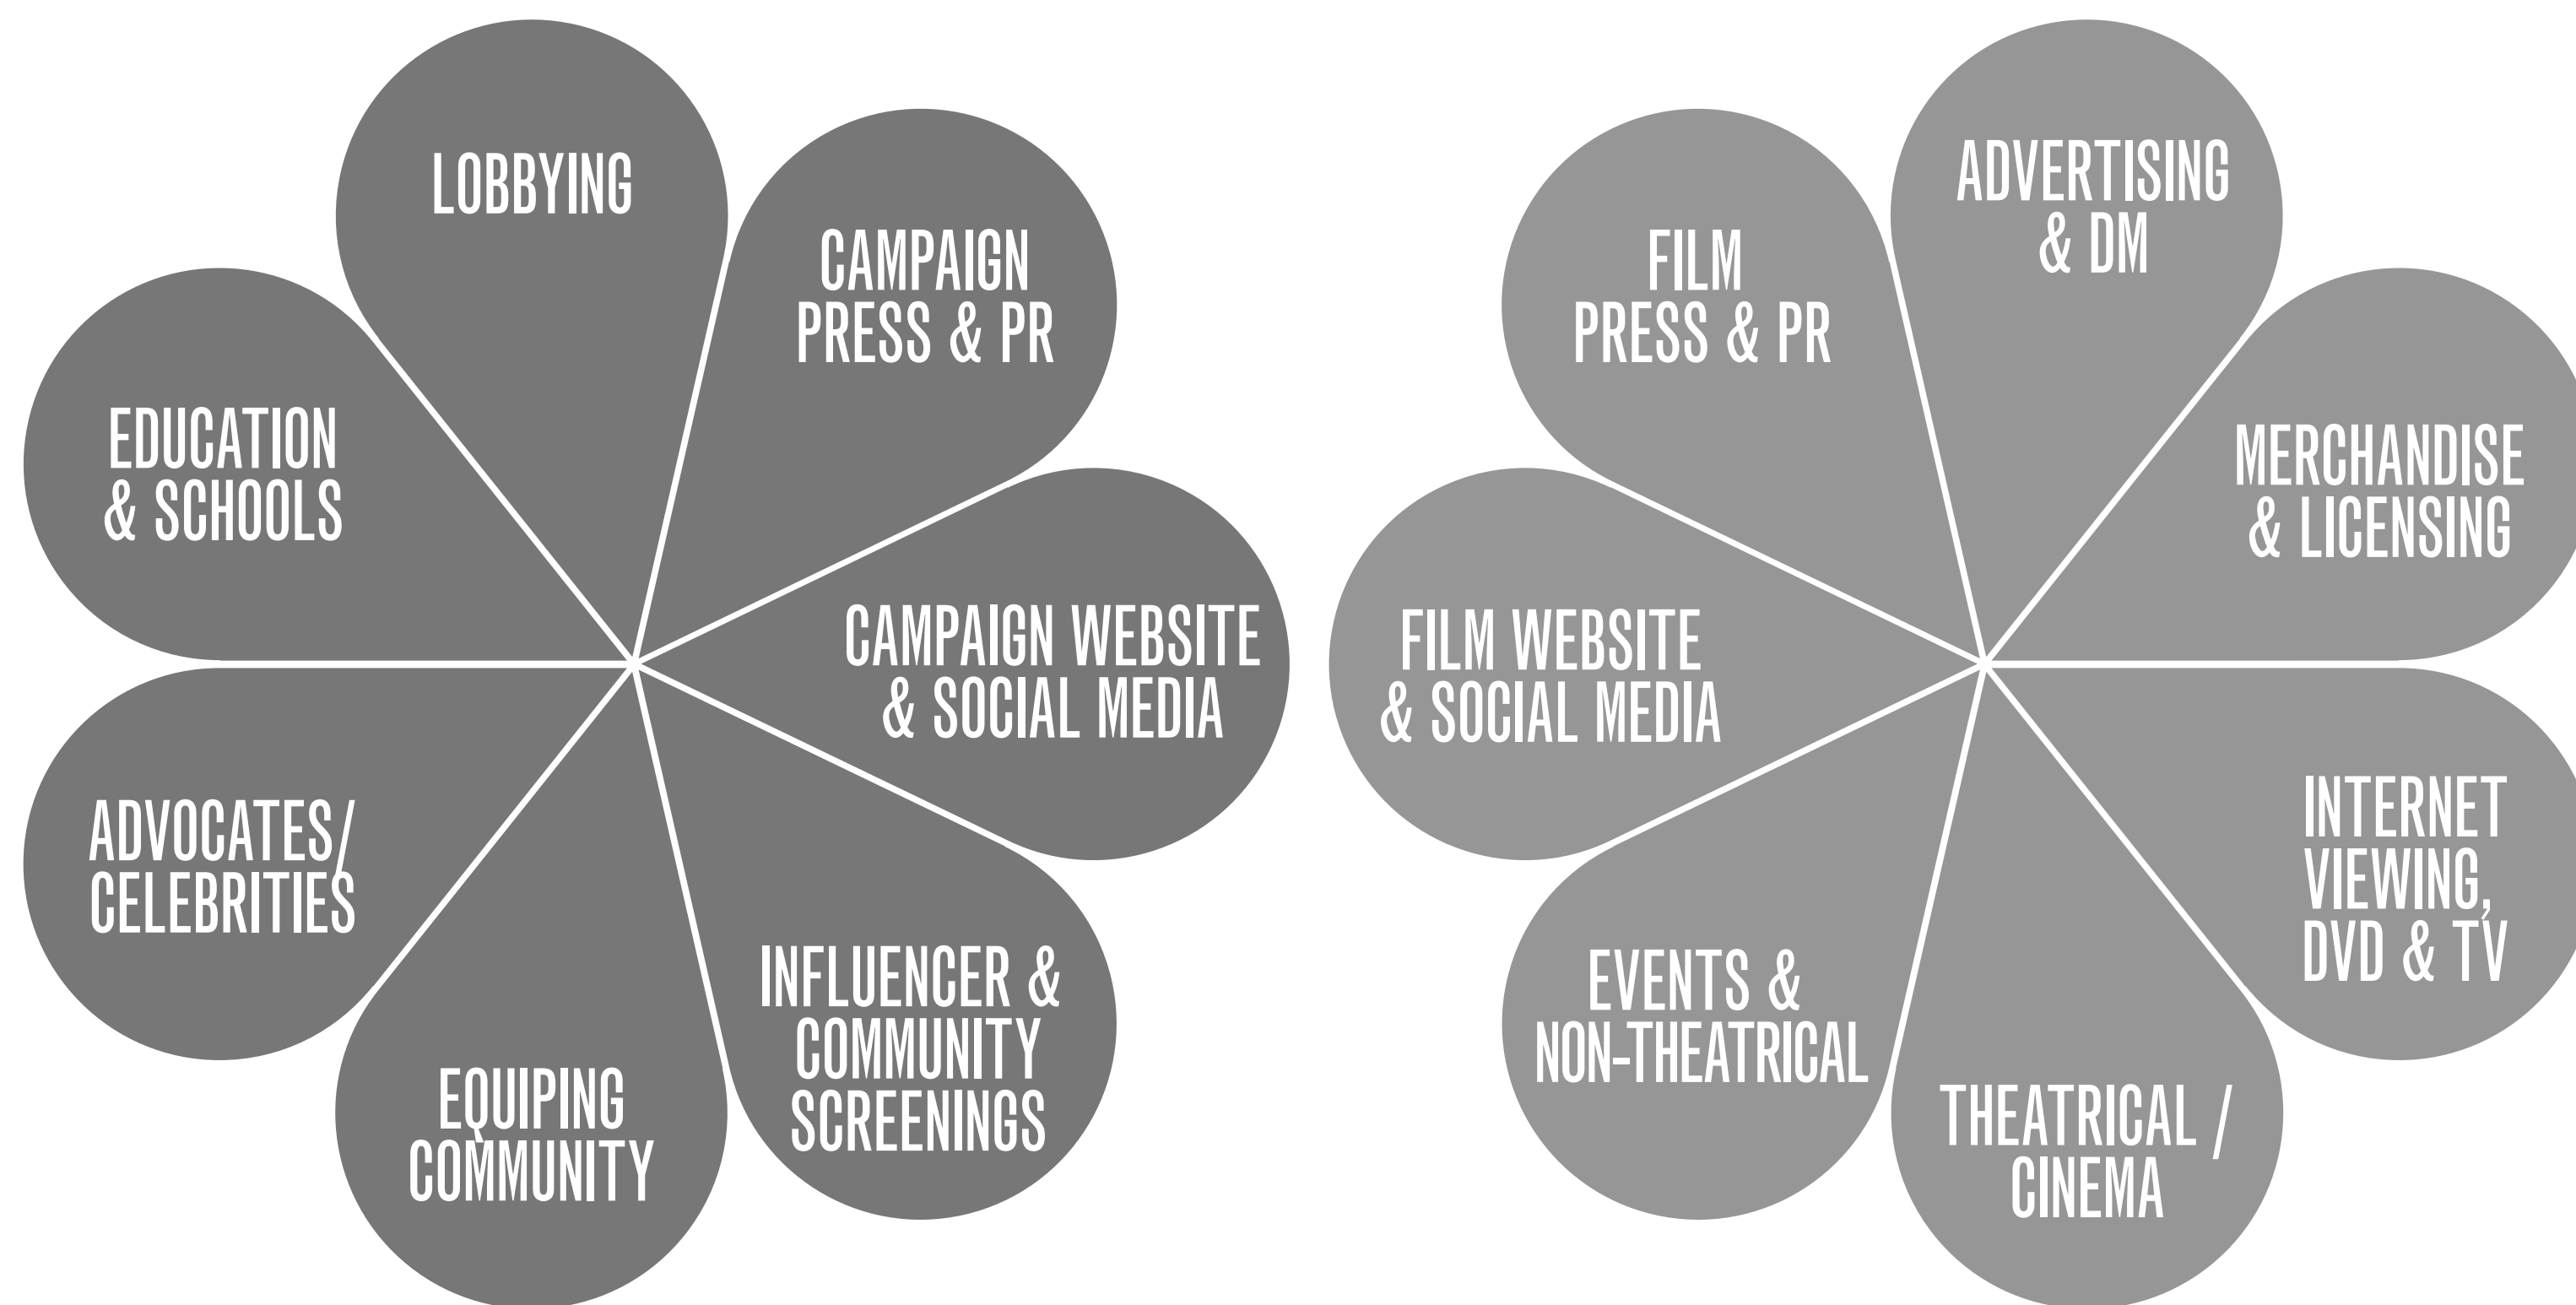 LOBBYING
CAMPAIGN
PRESS & PR
EDUCATION
& SCHOOLS
CAMPAIGN WEBSITE
& SOCIAL MEDIA
ADVOCATES/
CELEBRITIES
INFLUENCER &
COMMUNITY
SCREENINGS
EQUIPING
COMMUNITY
ADVERTISING
& DM
FILM
PRESS & PR
MERCHANDISE
& LICENSING
FILM WEBSITE
& SOCIAL MEDIA
INTERNET
VIEWING,
DVD & TV
EVENTS &
NON-THEATRICAL
THEATRICAL /
CINEMA